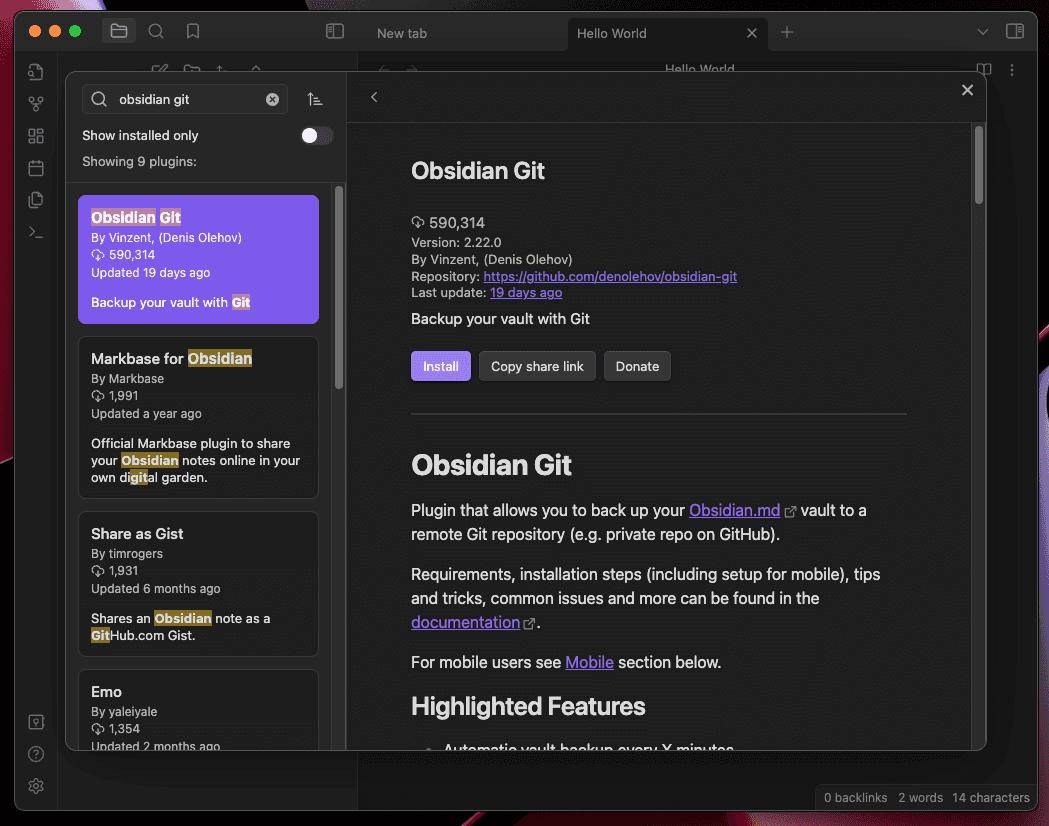 New tab
Hello World
Hello World
obsidian git
Show installed only
Showing 9 plugins:
Obsidian Git
By Vinzent, (Denis Olehov)
590,314
Updated 19 days ago
Backup your vault with Git
Markbase for Obsidian
By Markbase
1,991
Updated a year ago
Official Markbase plugin to share
your Obsidian notes online in your
own digital garden.
Share as Gist
By timrogers
1,931
Updated 6 months ago
Shares an Obsidian note as a
GitHub.com Gist.
Emo
By yaleiyale
1,354
Updated 2 months ago
Obsidian Git
590,314
Version: 2.22.0
By Vinzent, (Denis Olehov)
Repository: https://github.com/denolehov/obsidian-git
Last update: 19 days ago
Backup your vault with Git
Install
Copy share link
Donate
Obsidian Git
Plugin that allows you to back up your Obsidian.md vault to a
remote Git repository (e.g. private repo on GitHub).
Requirements, installation steps (including setup for mobile), tips
and tricks, common issues and more can be found in the
documentation.
For mobile users see Mobile section below.
Highlighted Features
• Automatic vault backup every X minutes
0 backlinks 2 words 14 characters